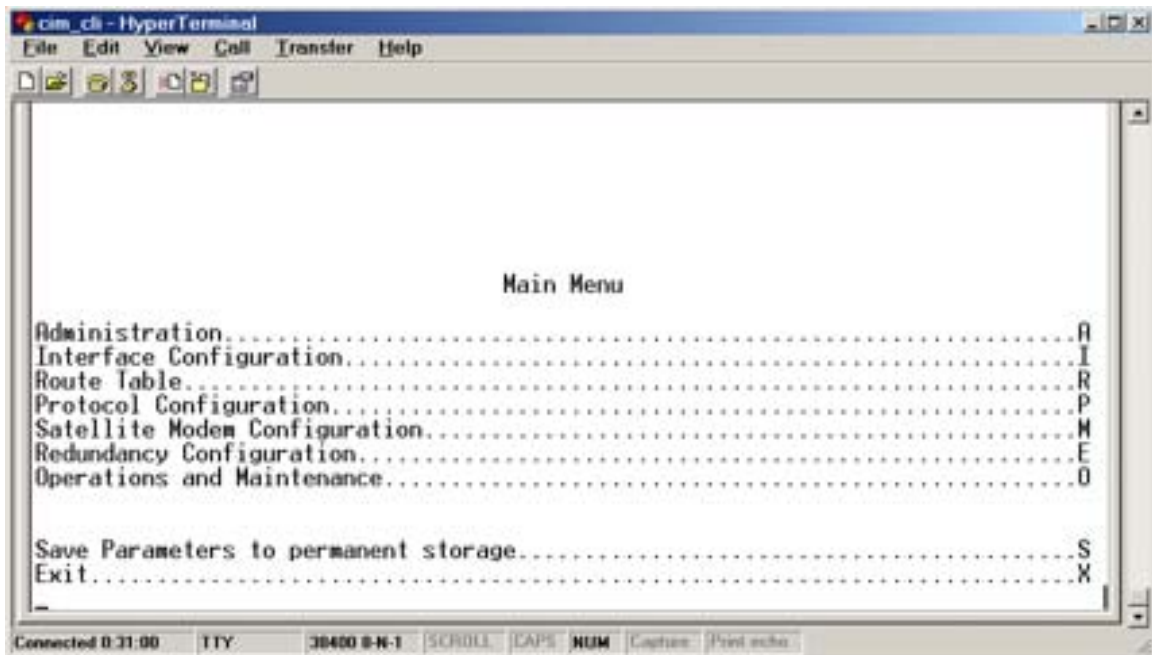 cim_cli - HyperTerminal
File Edit View Call Transfer Help
Main Menu
Administration................................................................A
Interface Configuration.......................................................I
Route Table...................................................................R
Protocol Configuration........................................................P
Satellite Modem Configuration.................................................M
Redundancy Configuration......................................................E
Operations and Maintenance....................................................O
Save Parameters to permanent storage..........................................S
Exit..........................................................................X
Connected 0:31:00 TTY 38400 8-N-1 SCROLL CAPS NUM Capture Print echo